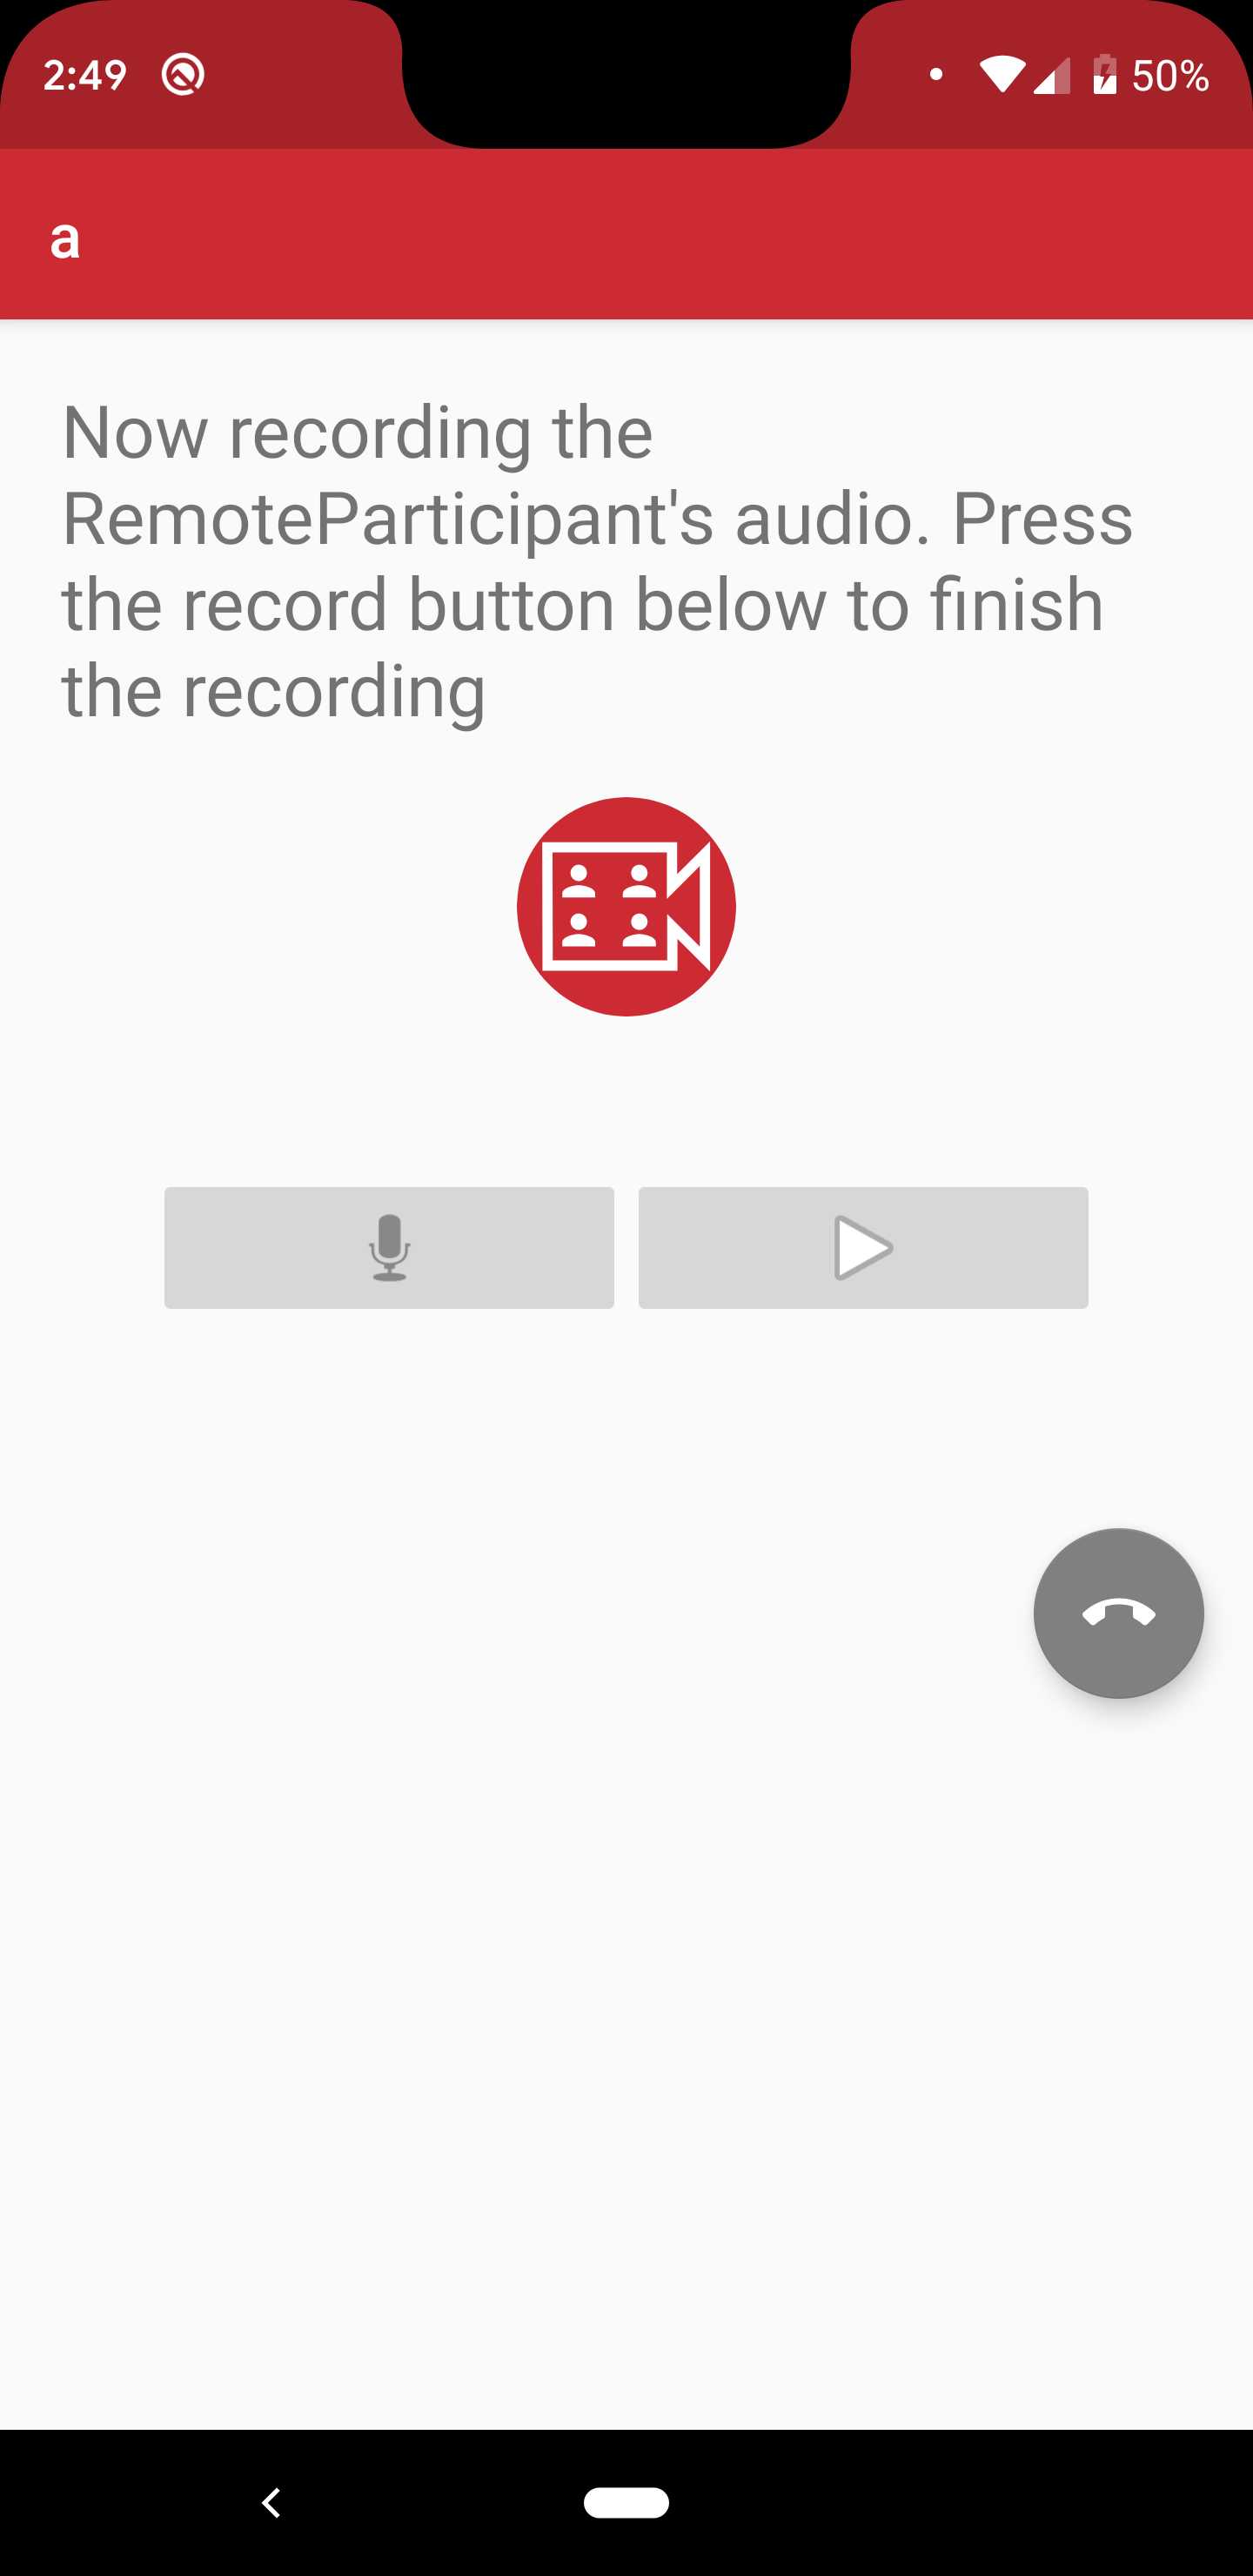 2:49
50%
a
Now recording the
RemoteParticipant's audio. Press
the record button below to finish
the recording